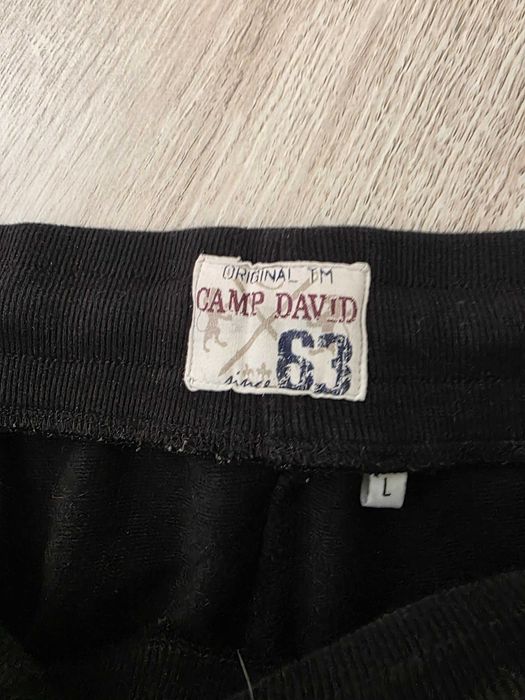 ORIGINAL TM
CAMP DAVID
since 63
L